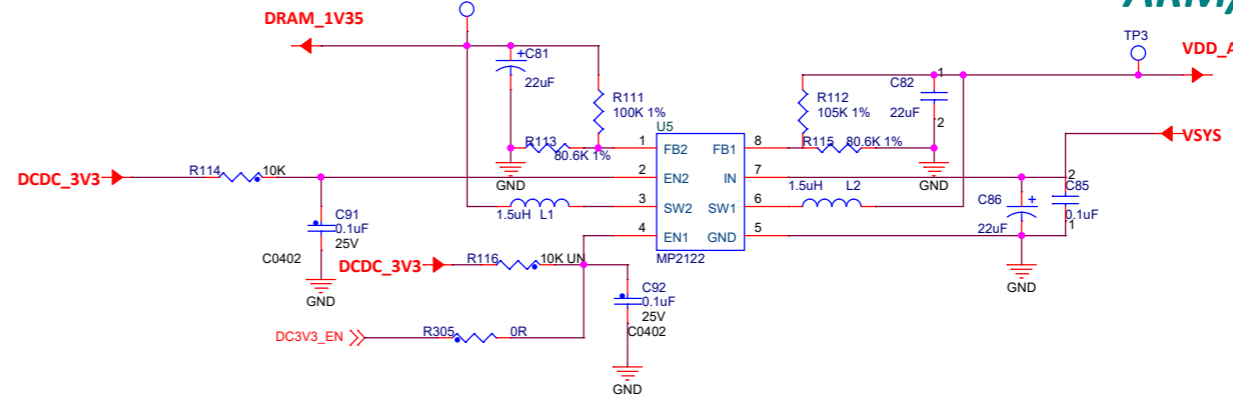 DRAM_1V35
TP3
VDD_A
+C81
22uF
R111
100K 1%
R113
80.6K 1%
GND
C82
22uF
1
2
R112
105K 1%
R115 80.6K 1%
GND
VSYS
U5
1 FB2 FB1 8
2 EN2 IN 7
3 SW2 SW1 6
4 EN1 GND 5
MP2122
DCDC_3V3
R114 10K
C91
0.1uF
25V
C0402
GND
1.5uH L1
1.5uH L2
C86
+
22uF
2
C85
0.1uF
1
GND
DCDC_3V3
R116 10K UN
C92
0.1uF
25V
C0402
GND
DC3V3_EN
R305 0R